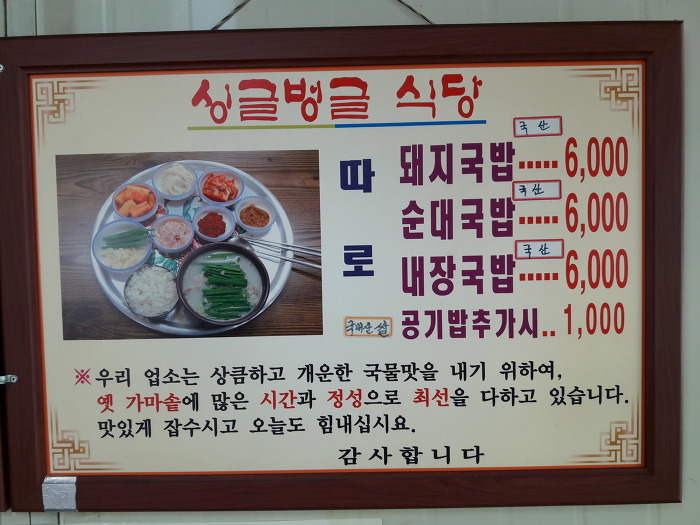 싱글벙글 식당
따로
국산
돼지국밥.....6,000
국산
순대국밥.....6,000
국산
내장국밥.....6,000
국내산 쌀
공기밥추가시..1,000
※우리 업소는 상큼하고 개운한 국물맛을 내기 위하여,
옛 가마솥에 많은 시간과 정성으로 최선을 다하고 있습니다.
맛있게 잡수시고 오늘도 힘내십시요.
감사합니다